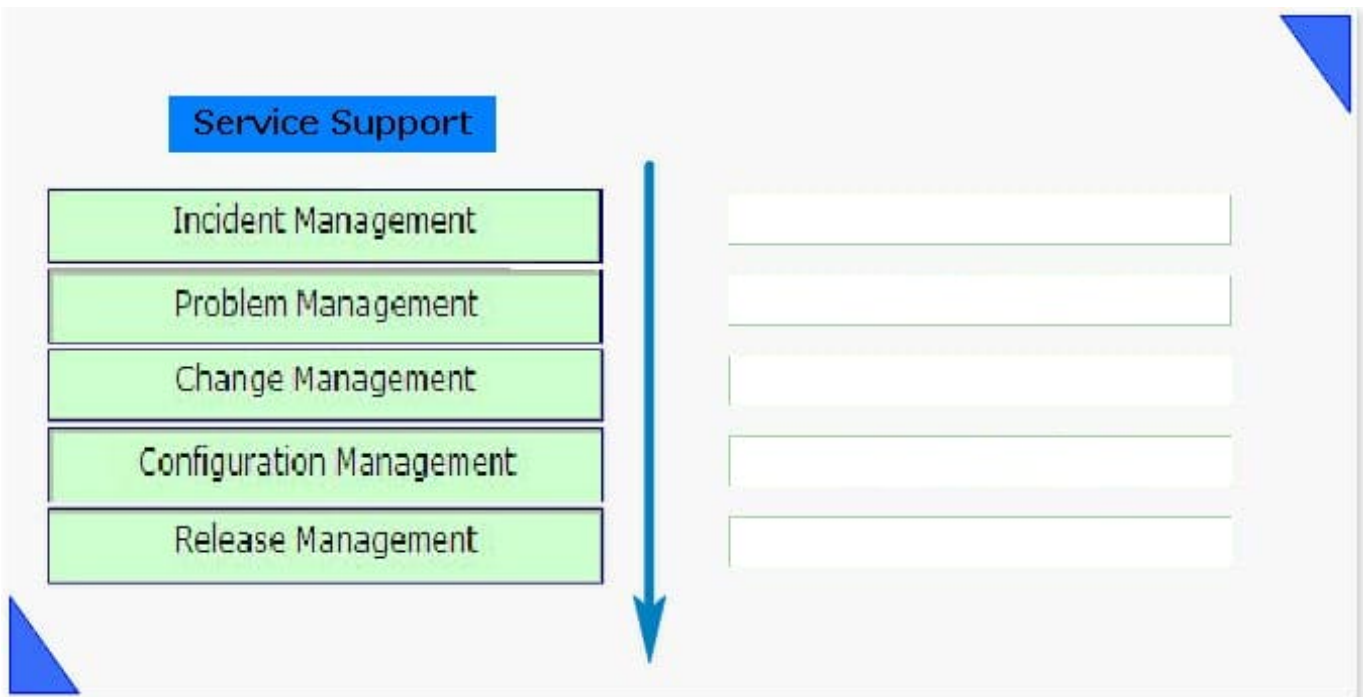 Service Support
Incident Management
Problem Management
Change Management
Configuration Management
Release Management